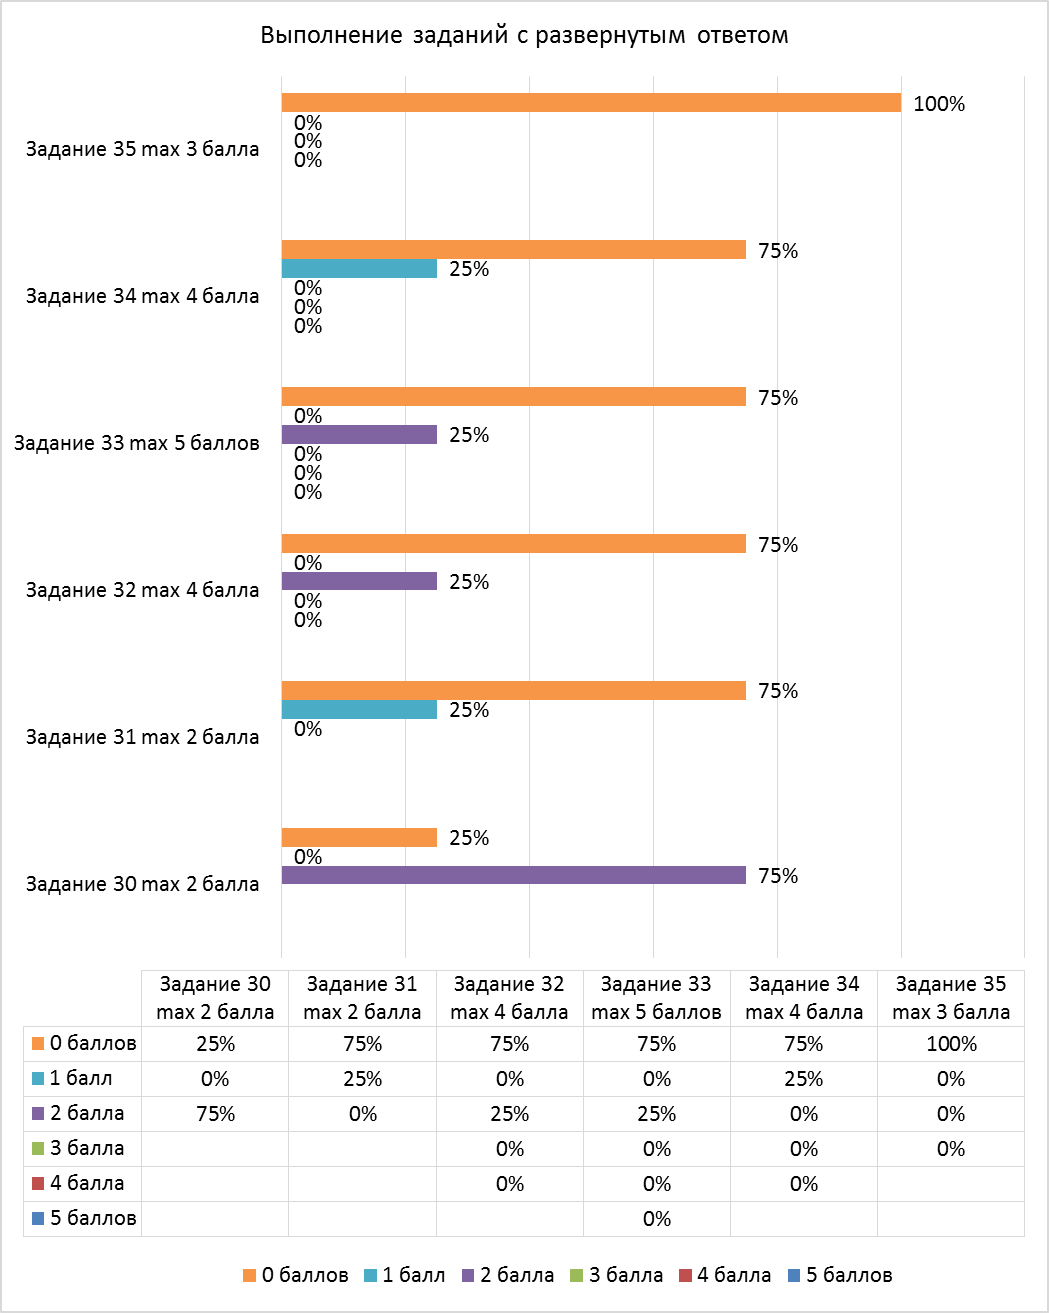 Выполнение заданий с развернутым ответом
100%
0%
0%
0%
Задание 35 max 3 балла
75%
25%
0%
0%
0%
Задание 34 max 4 балла
75%
0%
25%
0%
0%
0%
Задание 33 max 5 баллов
75%
0%
25%
0%
0%
Задание 32 max 4 балла
75%
25%
0%
Задание 31 max 2 балла
25%
0%
75%
Задание 30 max 2 балла
Задание 30 Задание 31 Задание 32 Задание 33 Задание 34 Задание 35
max 2 балла max 2 балла max 4 балла max 5 баллов max 4 балла max 3 балла
0 баллов 25% 75% 75% 75% 75% 100%
1 балл 0% 25% 0% 0% 25% 0%
2 балла 75% 0% 25% 25% 0% 0%
3 балла 0% 0% 0% 0%
4 балла 0% 0% 0%
5 баллов 0%
0 баллов 1 балл 2 балла 3 балла 4 балла 5 баллов